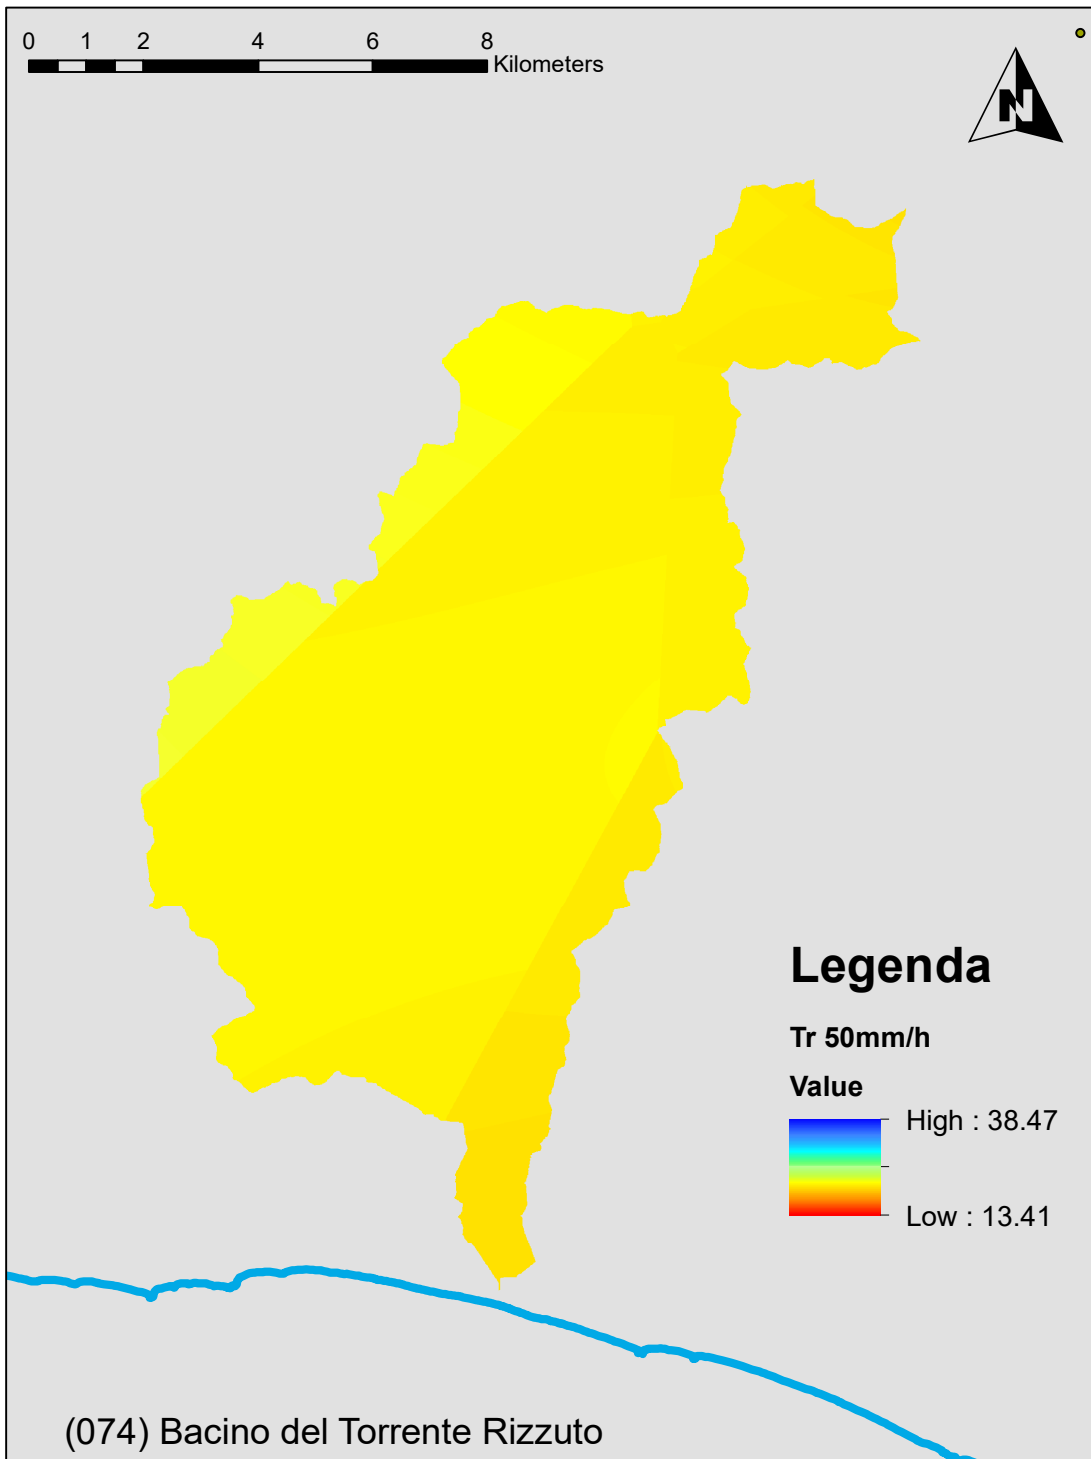 0 1 2 4 6 8
Kilometers
N
Legenda
Tr 50mm/h
Value
High : 38.47
Low : 13.41
(074) Bacino del Torrente Rizzuto